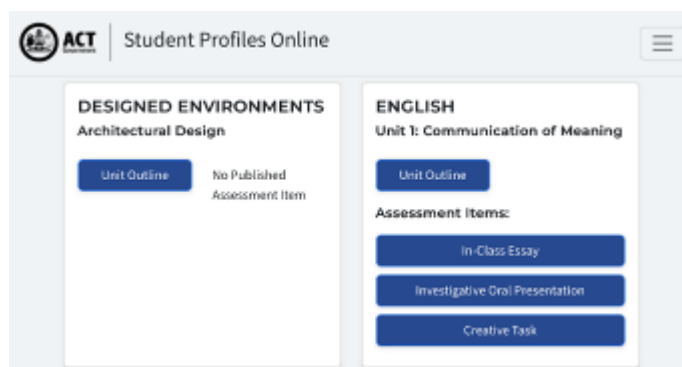 ACT
Student Profiles Online
DESIGNED ENVIRONMENTS
Architectural Design
Unit Outline
No Published
Assessment Item
ENGLISH
Unit 1: Communication of Meaning
Unit Outline
Assessment Items:
In-Class Essay
Investigative Oral Presentation
Creative Task